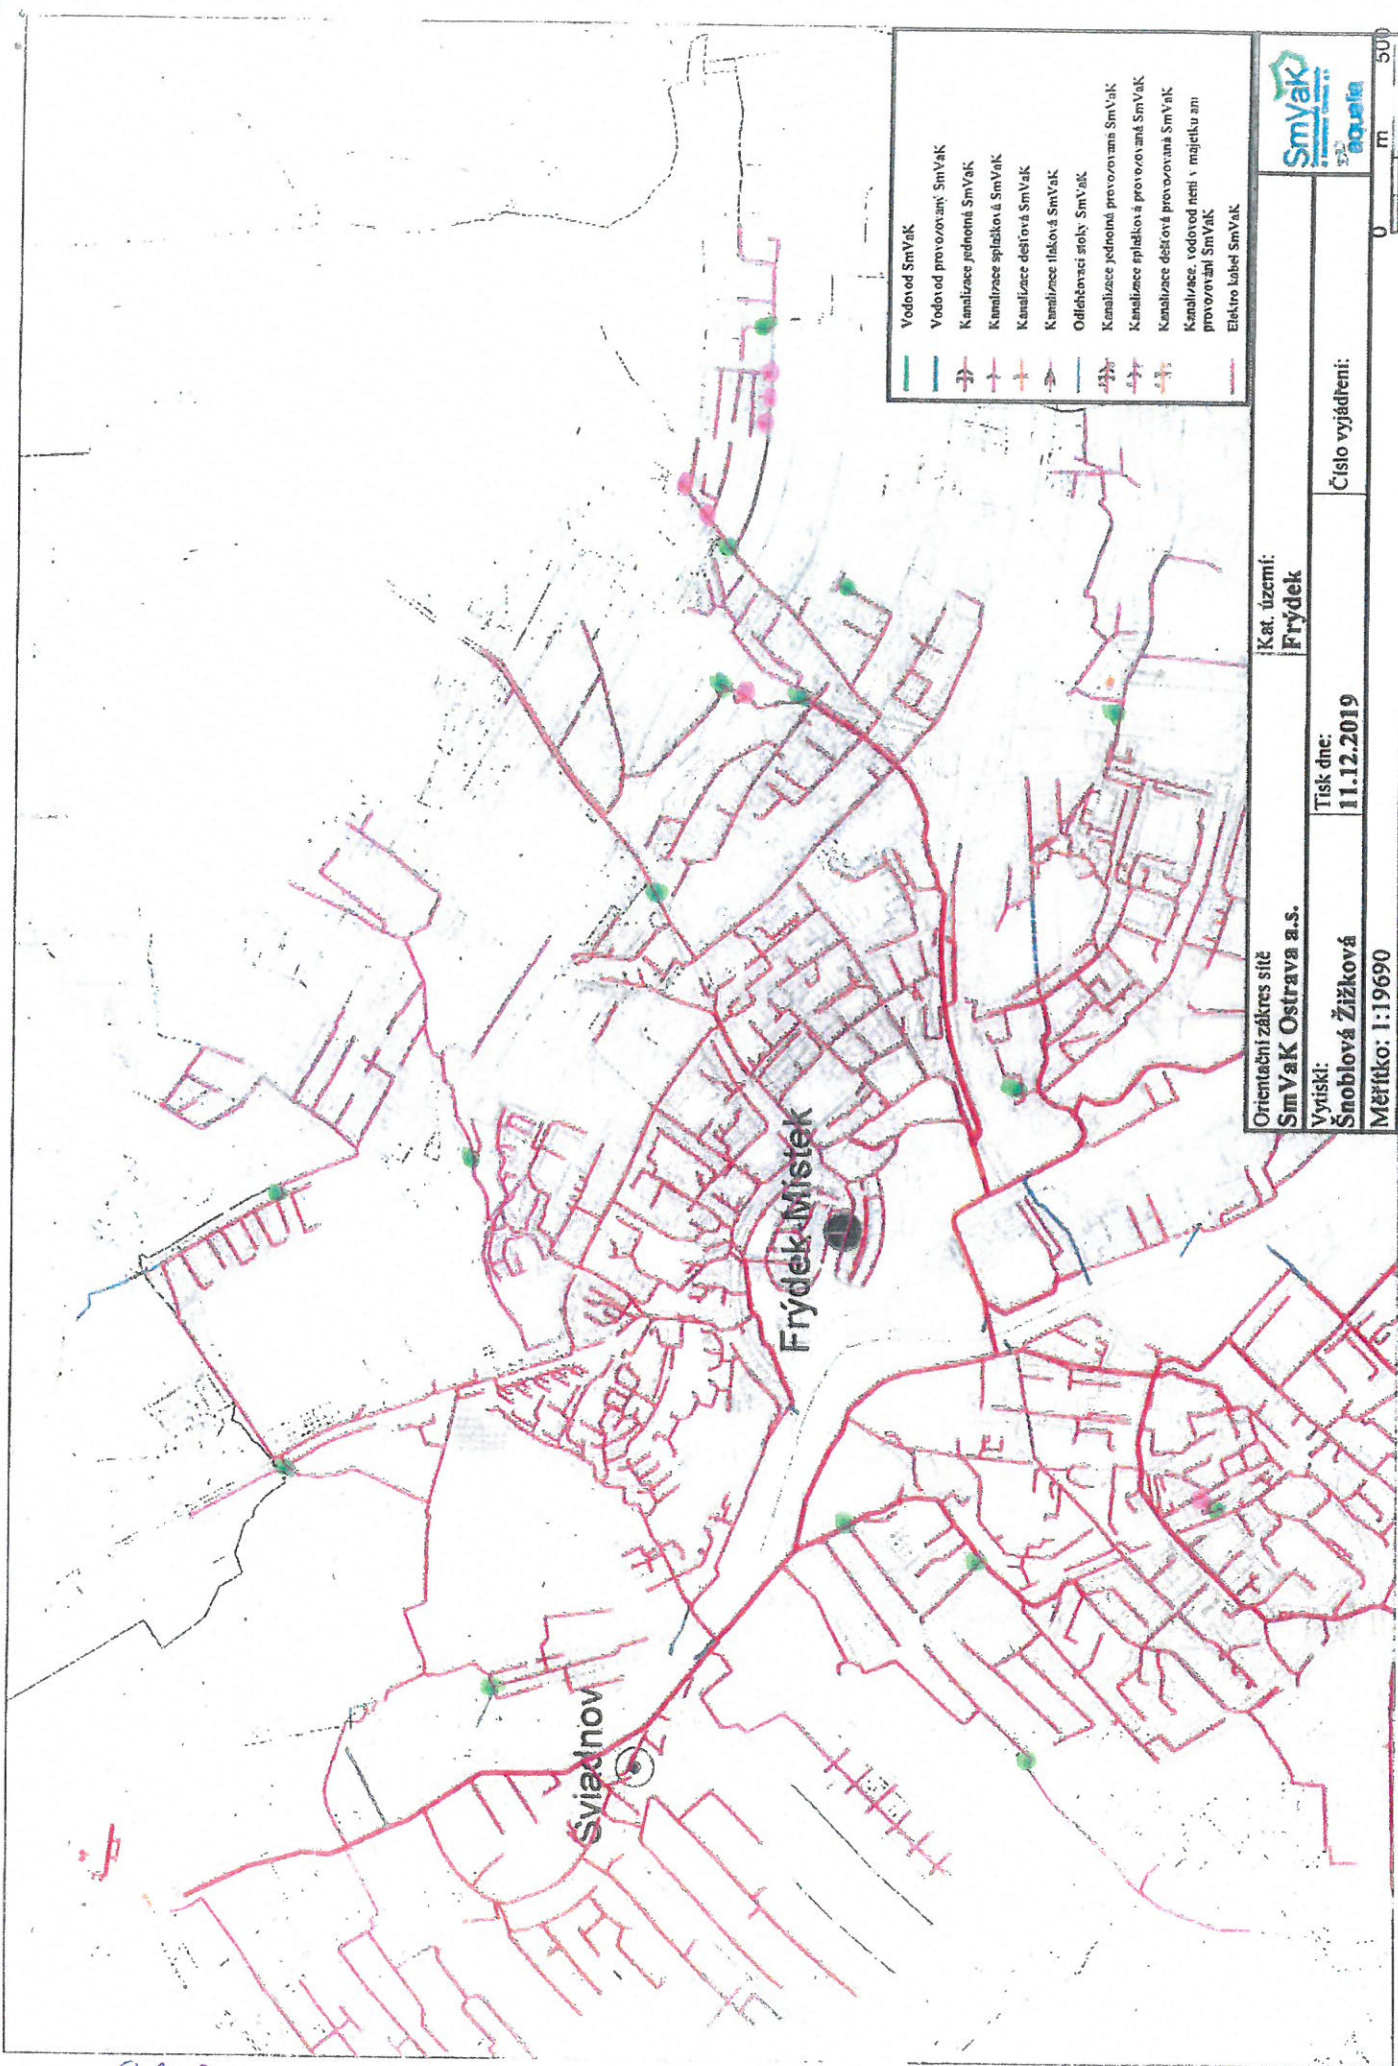 Frýdek-Místek
Sviadnov
Vodovod SmVaK
Vodovod provozovaný SmVaK
Kanalizace jednotná SmVaK
Kanalizace splašková SmVaK
Kanalizace dešťová SmVaK
Kanalizace tlaková SmVaK
Odlehčovací stoky SmVaK
Kanalizace jednotná provozovaná SmVaK
Kanalizace splašková provozovaná SmVaK
Kanalizace dešťová provozovaná SmVaK
Kanalizace, vodovod není v majetku ani
provozování SmVaK
Elektro kabel SmVaK
Orientační zákres sítě
SmVaK Ostrava a.s.
Kat. území:
Frýdek
SmVaK
aqualia
Vytiskl:
Šnoblová Žižková
Tisk dne:
11.12.2019
Číslo vyjádření:
Měřítko: 1:19690
0 m 500